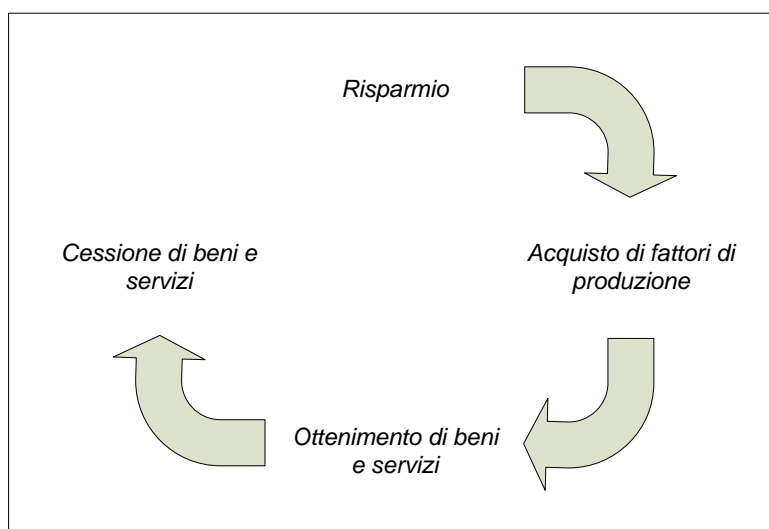 Risparmio
Cessione di beni e
servizi
Acquisto di fattori di
produzione
Ottenimento di beni
e servizi